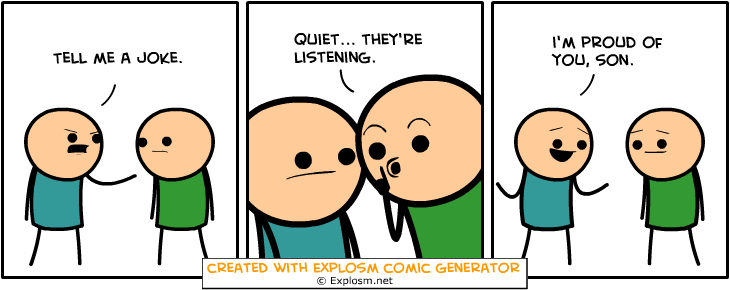 TELL ME A JOKE.
QUIET... THEY'RE
LISTENING.
I'M PROUD OF
YOU, SON.
CREATED WITH EXPLOSM COMIC GENERATOR
© Explosm.net